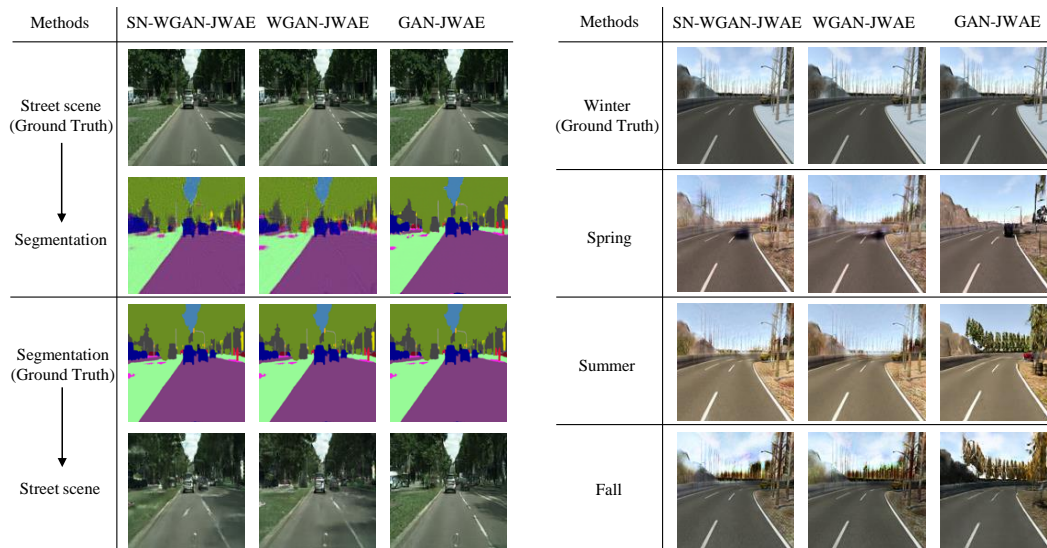 Methods SN-WGAN-JWAE WGAN-JWAE GAN-JWAE
Street scene
(Ground Truth)
Segmentation
Segmentation
(Ground Truth)
Street scene
Methods SN-WGAN-JWAE WGAN-JWAE GAN-JWAE
Winter
(Ground Truth)
Spring
Summer
Fall